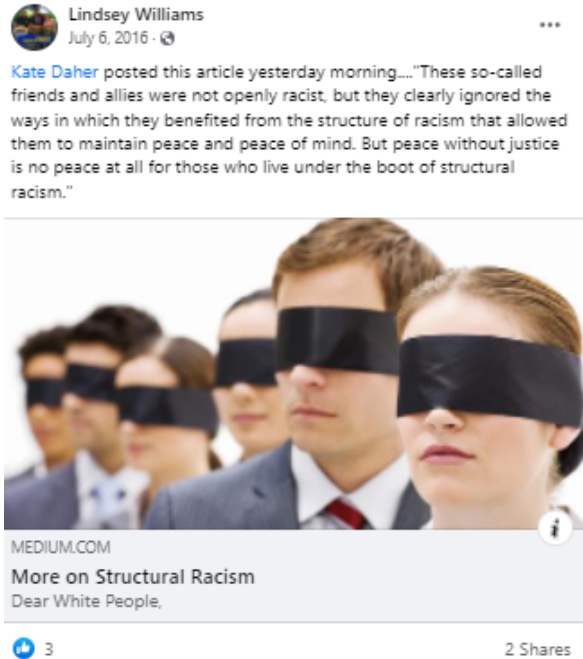 Lindsey Williams
July 6, 2016 ·
Kate Daher posted this article yesterday morning...."These so-called
friends and allies were not openly racist, but they clearly ignored the
ways in which they benefited from the structure of racism that allowed
them to maintain peace and peace of mind. But peace without justice
is no peace at all for those who live under the boot of structural
racism."
i
MEDIUM.COM
More on Structural Racism
Dear White People,
3
2 Shares